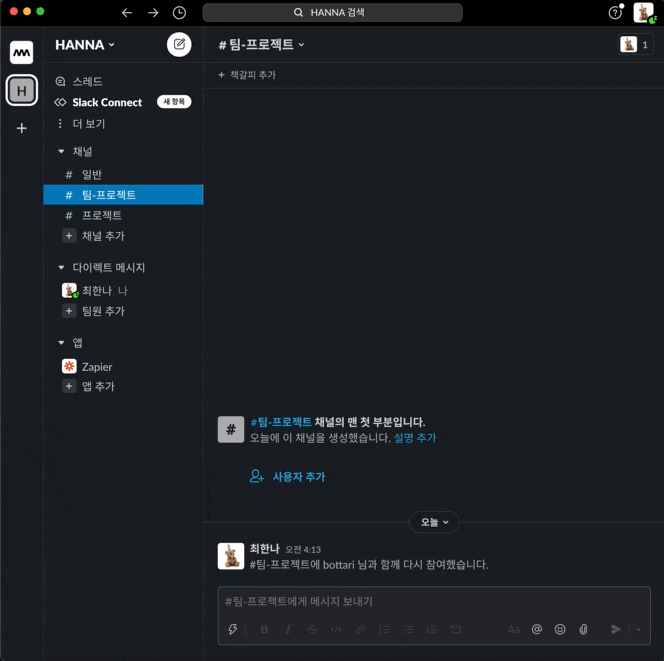 HANNA 검색
HANNA
#팀-프로젝트
1
H
책갈피 추가
스레드
Slack Connect 새 항목
더 보기
채널
# 일반
# 팀-프로젝트
# 프로젝트
+ 채널 추가
다이렉트 메시지
최한나 나
+ 팀원 추가
앱
Zapier
+ 앱 추가
#
#팀-프로젝트 채널의 맨 첫 부분입니다.
오늘에 이 채널을 생성했습니다. 설명 추가
사용자 추가
오늘
최한나 오전 4:13
#팀-프로젝트에 bottari 님과 함께 다시 참여했습니다.
#팀-프로젝트에게 메시지 보내기
B I S Aa @